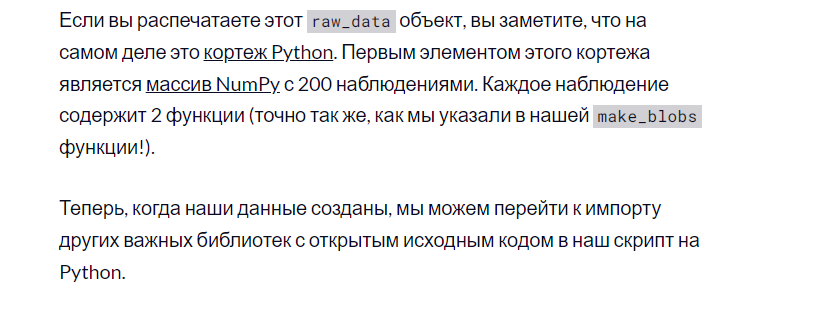 Если вы распечатаете этот raw_data объект, вы заметите, что на
самом деле это кортеж Python. Первым элементом этого кортежа
является массив NumPy с 200 наблюдениями. Каждое наблюдение
содержит 2 функции (точно так же, как мы указали в нашей make_blobs
функции!).
Теперь, когда наши данные созданы, мы можем перейти к импорту
других важных библиотек с открытым исходным кодом в наш скрипт на
Python.